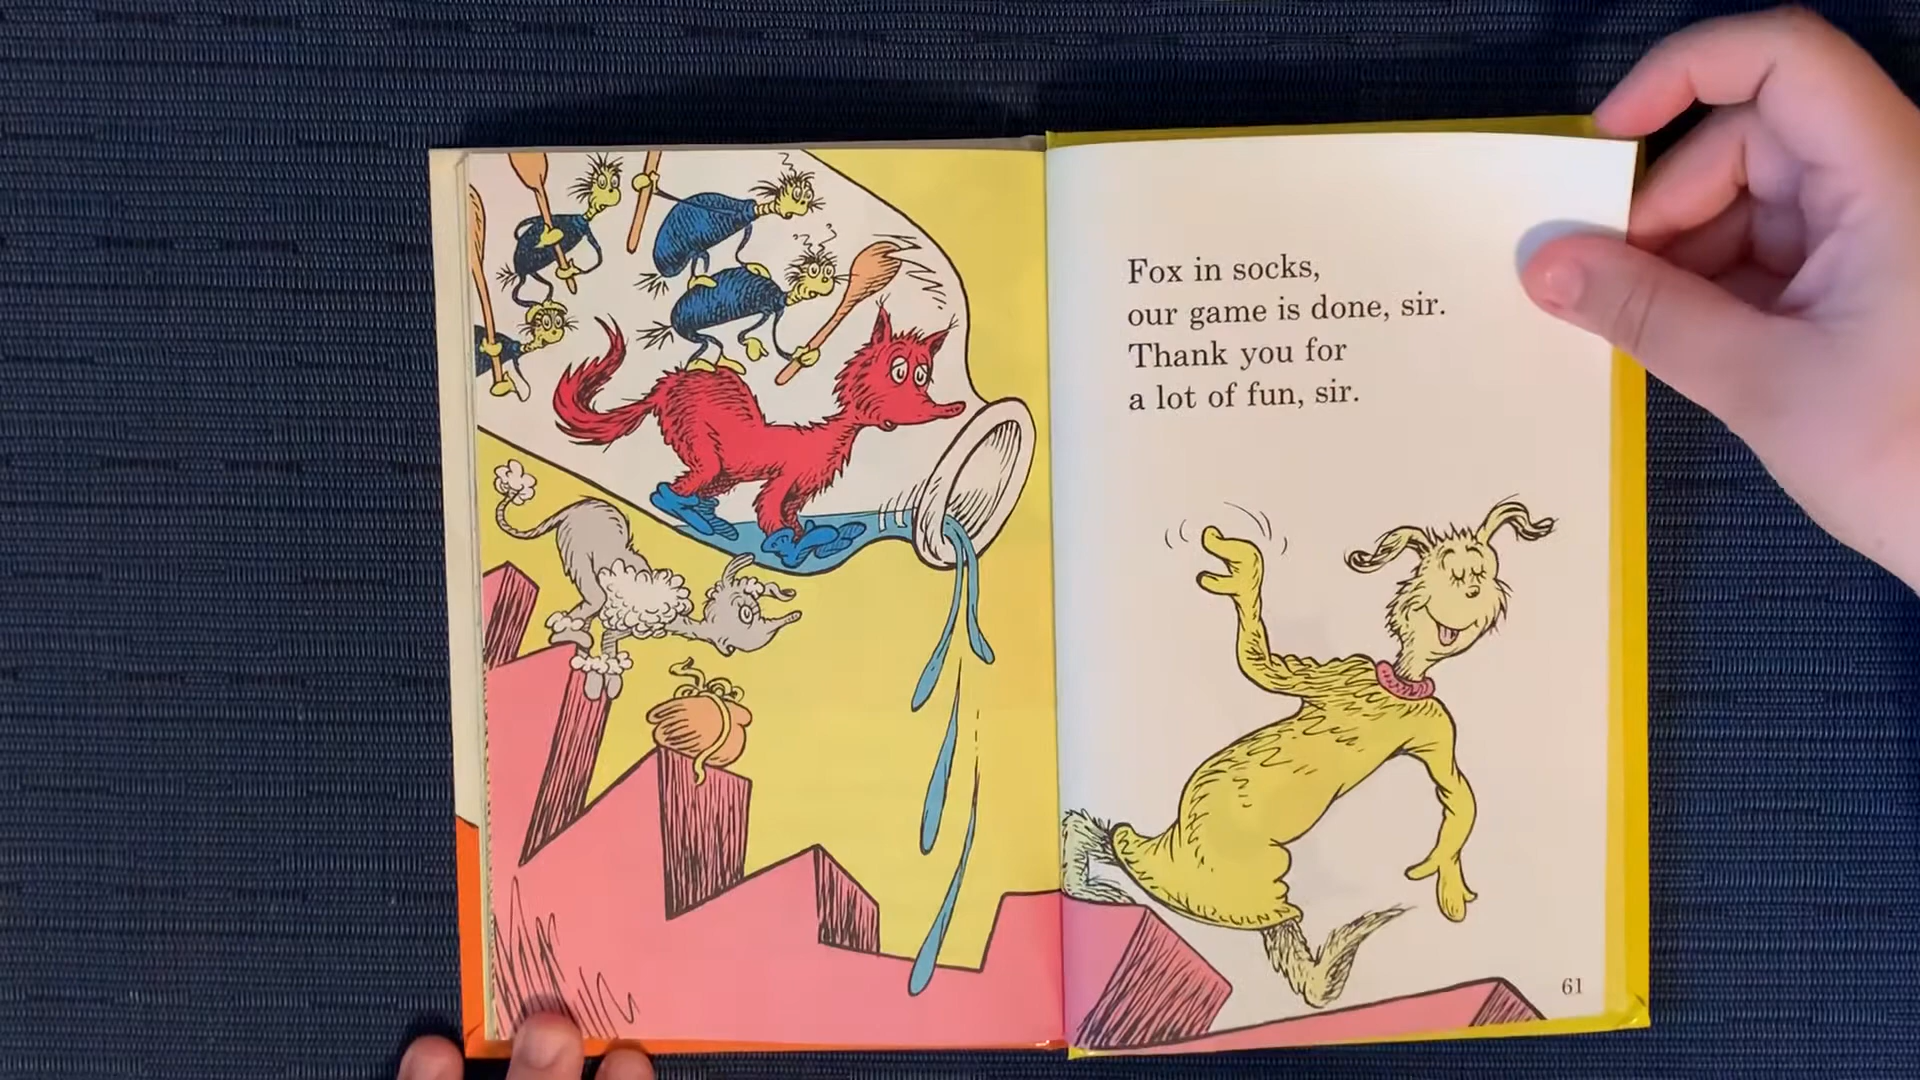 Fox in socks,
our game is done, sir.
Thank you for
a lot of fun, sir.
61